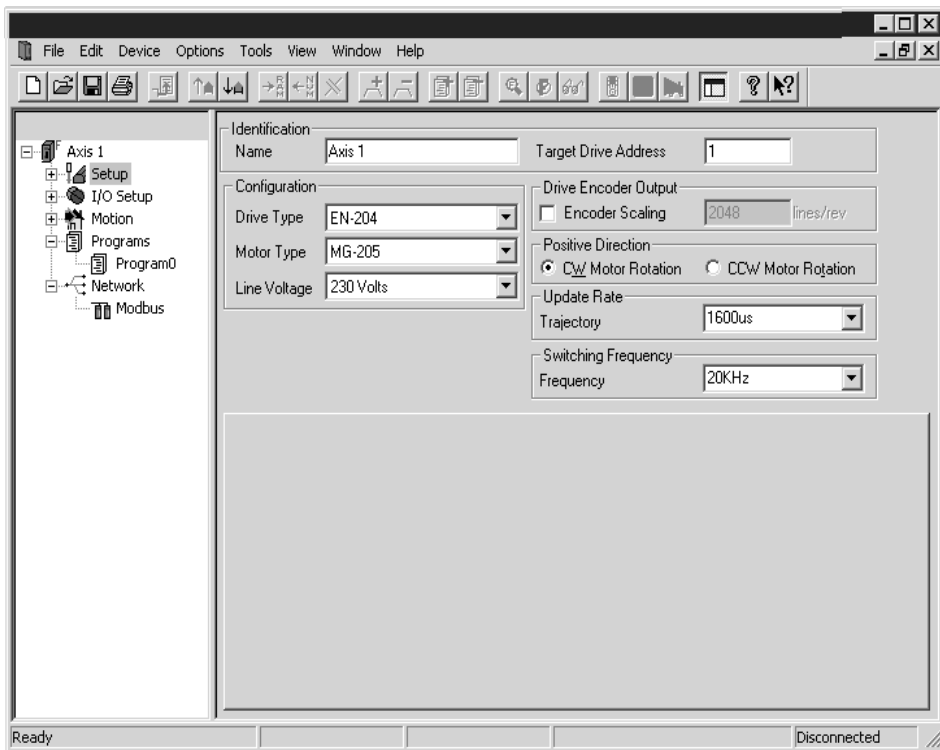 File Edit Device Options Tools View Window Help
Axis 1
Setup
I/O Setup
Motion
Programs
Program0
Network
Modbus
Identification
Name Axis 1 Target Drive Address 1
Configuration
Drive Type EN-204
Motor Type MG-205
Line Voltage 230 Volts
Drive Encoder Output
Encoder Scaling 2048 lines/rev
Positive Direction
CW Motor Rotation CCW Motor Rotation
Update Rate
Trajectory 1600us
Switching Frequency
Frequency 20KHz
Ready Disconnected